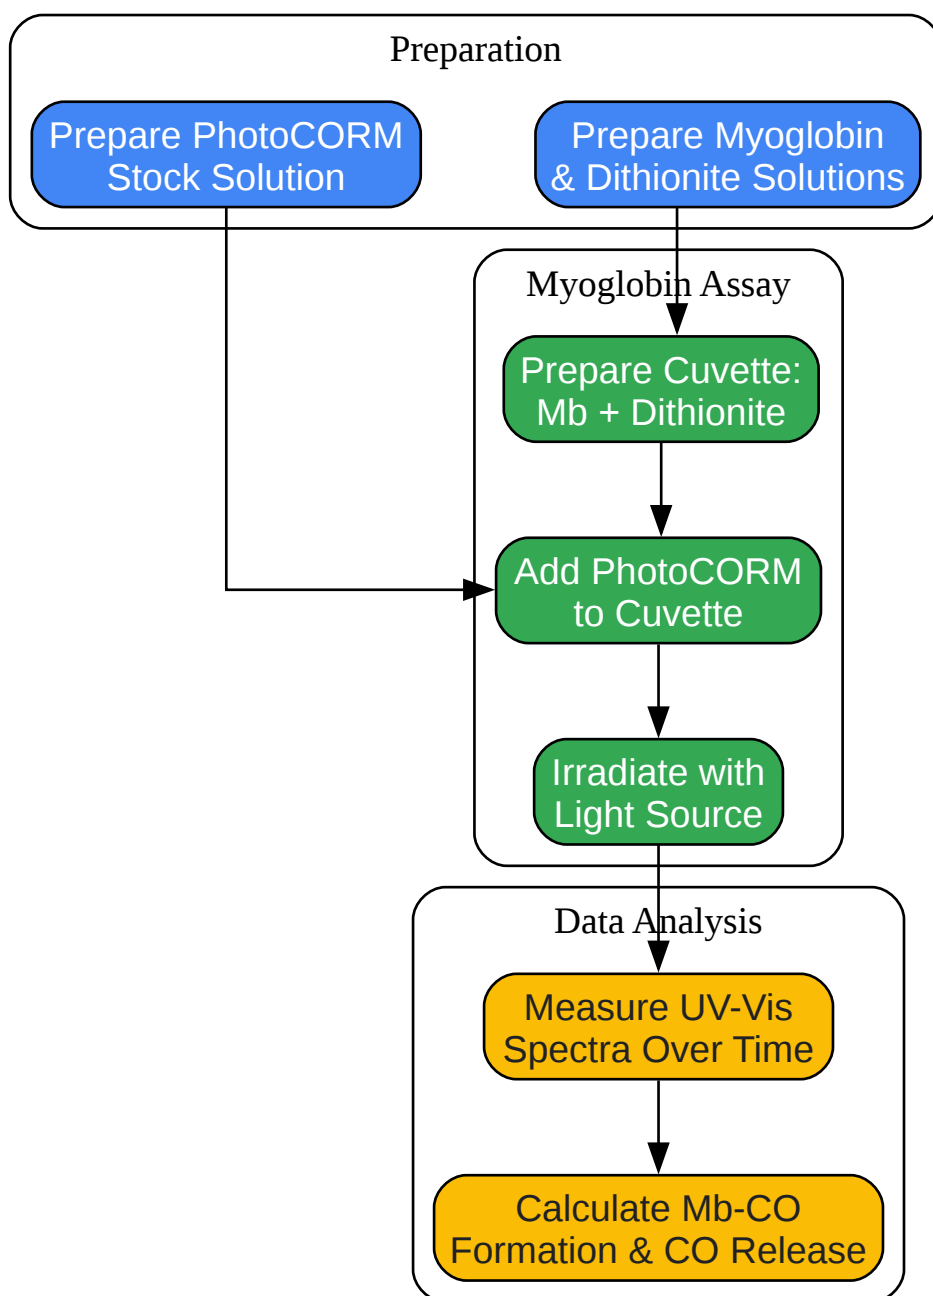 Preparation
Prepare PhotoCORM
Stock Solution
Prepare Myoglobin
& Dithionite Solutions
Myoglobin Assay
Prepare Cuvette:
Mb + Dithionite
Add PhotoCORM
to Cuvette
Irradiate with
Light Source
Data Analysis
Measure UV-Vis
Spectra Over Time
Calculate Mb-CO
Formation & CO Release